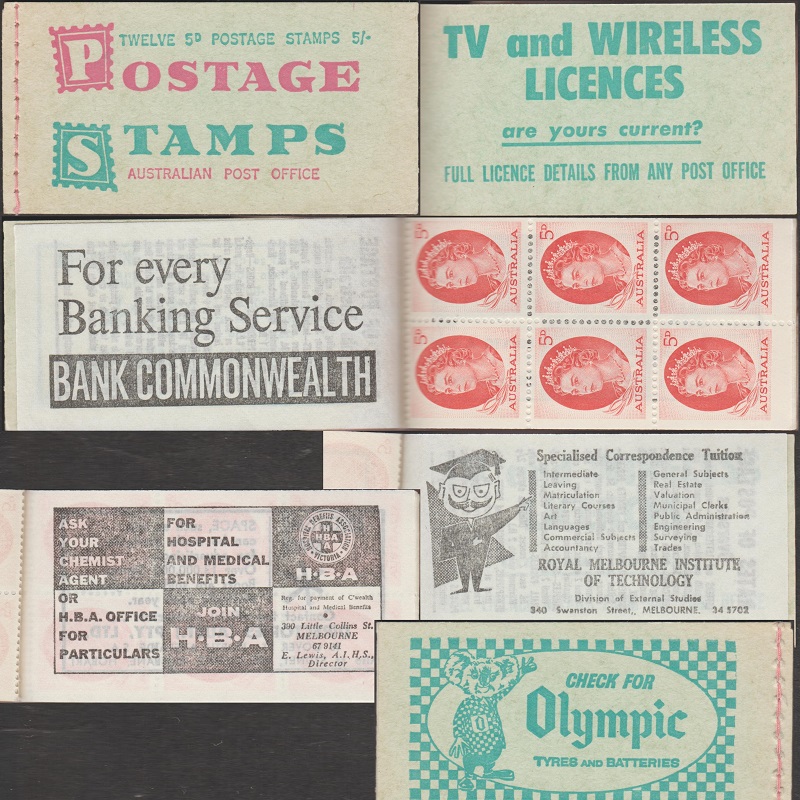 TWELVE 5D POSTAGE STAMPS 5/-
POSTAGE
STAMPS
AUSTRALIAN POST OFFICE
TV and WIRELESS
LICENCES
are yours current?
FULL LICENCE DETAILS FROM ANY POST OFFICE
For every
Banking Service
BANK COMMONWEALTH
5D AUSTRALIA
5D AUSTRALIA
5D AUSTRALIA
5D AUSTRALIA
5D AUSTRALIA
5D AUSTRALIA
Specialised Correspondence Tuition
Intermediate
Leaving
Matriculation
Literary Courses
Art
Languages
Commercial Subjects
Accountancy
General Subjects
Real Estate
Valuation
Municipal Clerks
Public Administration
Engineering
Surveying
Trades
ROYAL MELBOURNE INSTITUTE
OF TECHNOLOGY
Division of External Studies
340 Swanston Street,, MELBOURNE. 34 5702
ASK
YOUR
CHEMIST
AGENT
FOR
HOSPITAL
AND MEDICAL
BENEFITS
OR
H.B.A. OFFICE
FOR
PARTICULARS
JOIN
H·B·A
HOSPITAL BENEFITS ASSOCIATION
VICTORIA
H
HBA
A
H·B·A
Reg. for payment of C'wealth
Hospital and Medical Benefits
390 Little Collins St.
MELBOURNE
67 9141
E. Lewis, A.I.H.S.,
Director
CHECK FOR
Olympic
TYRES AND BATTERIES
O